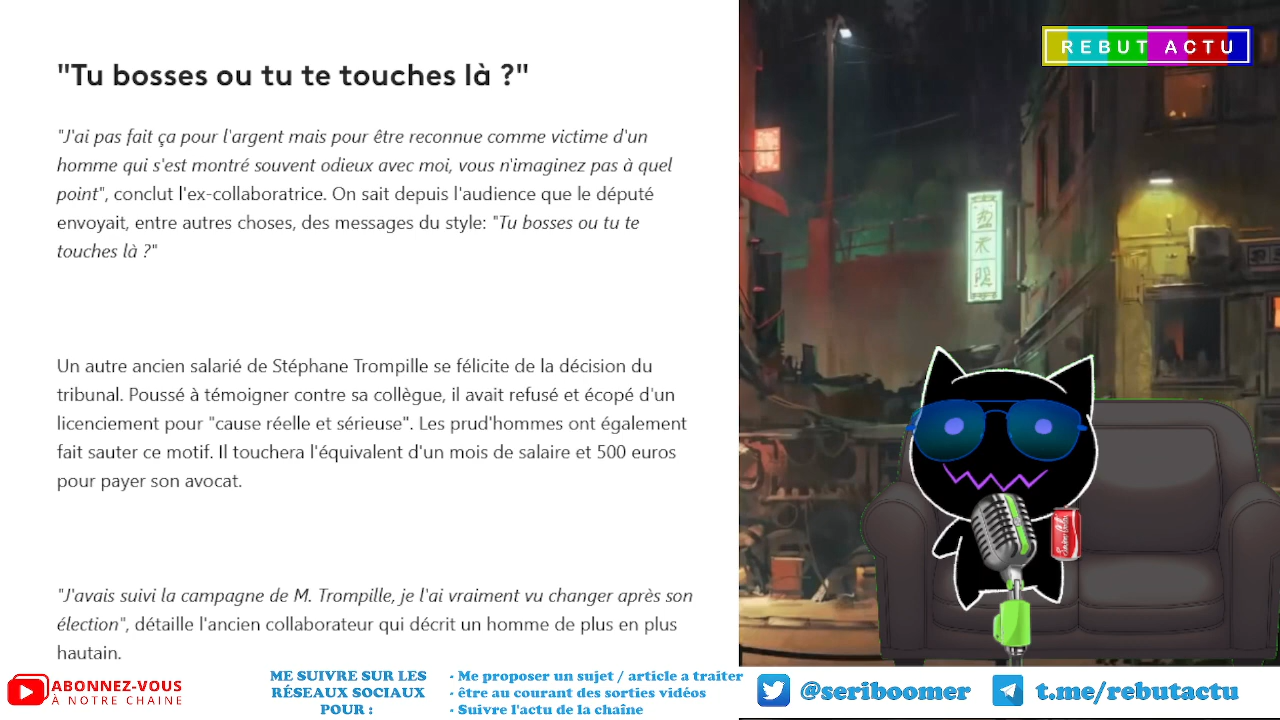 "Tu bosses ou tu te touches là ?"
"J'ai pas fait ça pour l'argent mais pour être reconnue comme victime d'un
homme qui s'est montré souvent odieux avec moi, vous n'imaginez pas à quel
point", conclut l'ex-collaboratrice. On sait depuis l'audience que le député
envoyait, entre autres choses, des messages du style: "Tu bosses ou tu te
touches là ?"
Un autre ancien salarié de Stéphane Trompille se félicite de la décision du
tribunal. Poussé à témoigner contre sa collègue, il avait refusé et écopé d'un
licenciement pour "cause réelle et sérieuse". Les prud'hommes ont également
fait sauter ce motif. Il touchera l'équivalent d'un mois de salaire et 500 euros
pour payer son avocat.
"J'avais suivi la campagne de M. Trompille, je l'ai vraiment vu changer après son
élection", détaille l'ancien collaborateur qui décrit un homme de plus en plus
hautain.
REBUT ACTU
ABONNEZ-VOUS
À NOTRE CHAINE
ME SUIVRE SUR LES
RÉSEAUX SOCIAUX
POUR :
- Me proposer un sujet / article a traiter
- être au courant des sorties vidéos
- Suivre l'actu de la chaîne
@seriboomer
t.me/rebutactu